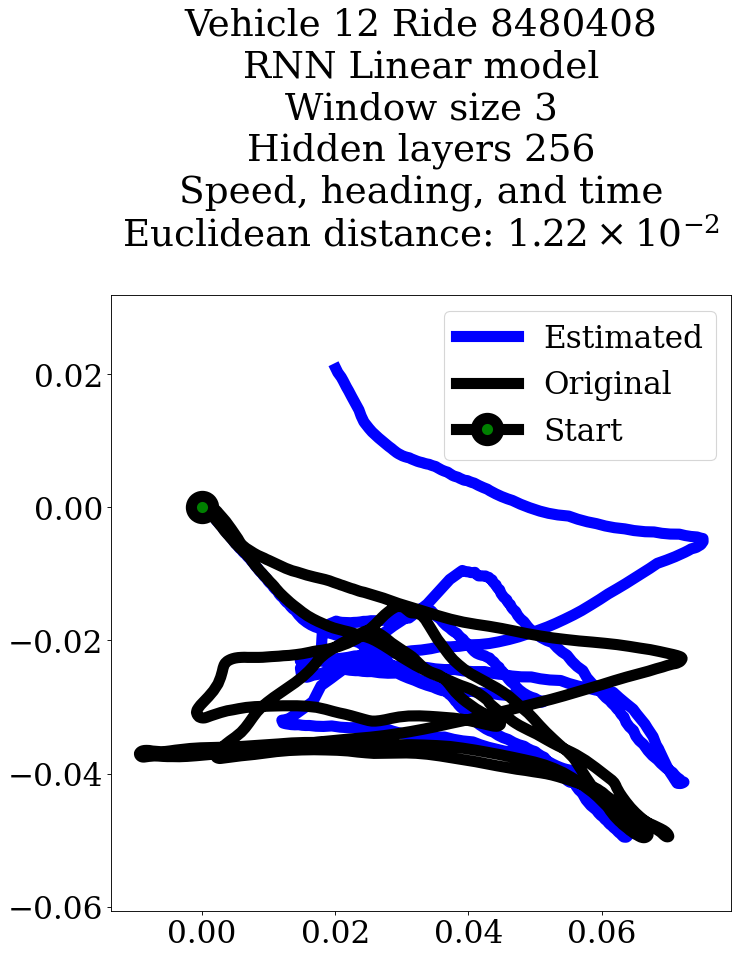 Vehicle 12 Ride 8480408
RNN Linear model
Window size 3
Hidden layers 256
Speed, heading, and time
Euclidean distance: 1.22 × 10⁻²
Estimated
Original
Start
0.02
0.00
−0.02
−0.04
−0.06
0.00 0.02 0.04 0.06